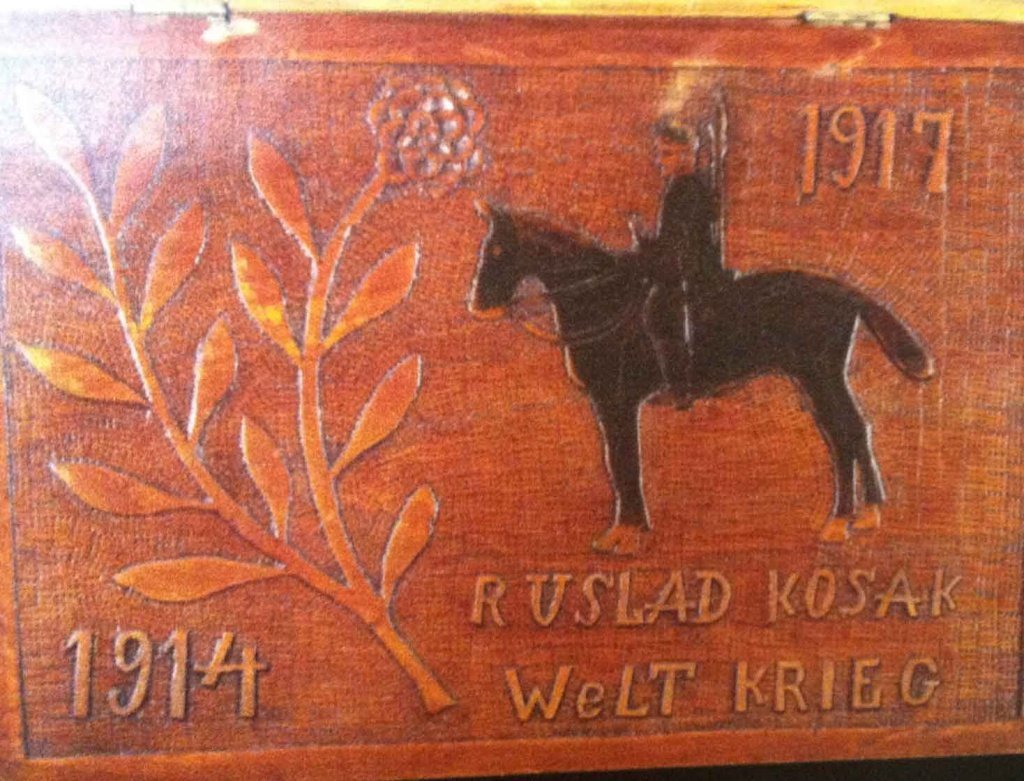 1917
RUSLAD KOSAK
1914
WeLT KRIEG